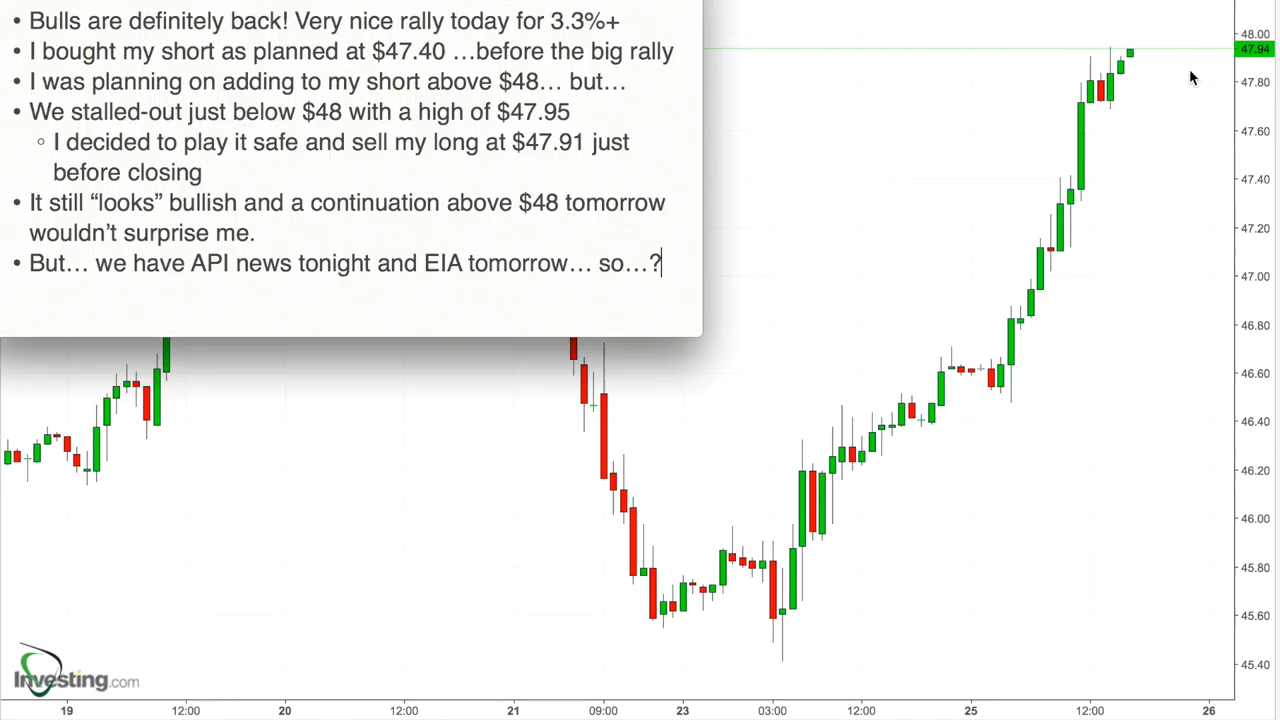 • Bulls are definitely back! Very nice rally today for 3.3%+
• I bought my short as planned at $47.40 …before the big rally
• I was planning on adding to my short above $48… but…
• We stalled-out just below $48 with a high of $47.95
◦ I decided to play it safe and sell my long at $47.91 just
before closing
• It still “looks” bullish and a continuation above $48 tomorrow
wouldn’t surprise me.
• But… we have API news tonight and EIA tomorrow… so…?
48.00
47.94
47.80
47.60
47.40
47.20
47.00
46.80
46.60
46.40
46.20
46.00
45.80
45.60
45.40
Investing.com
19 12:00 20 12:00 21 09:00 23 03:00 12:00 25 12:00 26